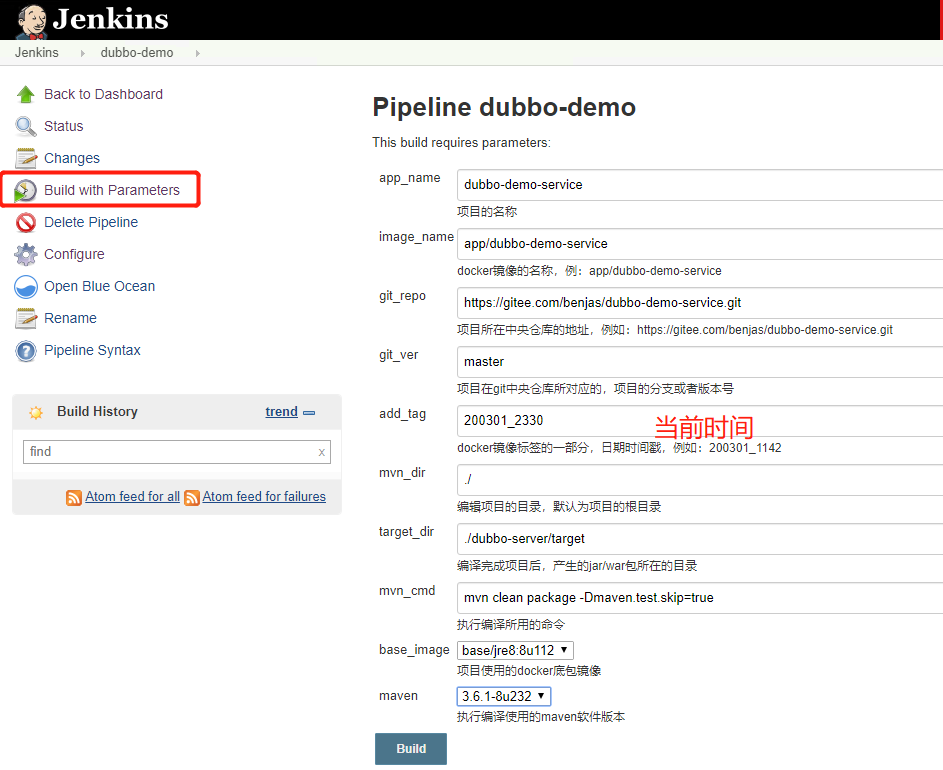 Jenkins
Jenkins
dubbo-demo
Back to Dashboard
Status
Changes
Build with Parameters
Delete Pipeline
Configure
Open Blue Ocean
Rename
Pipeline Syntax
Build History
trend
find
x
Atom feed for all
Atom feed for failures
Pipeline dubbo-demo
This build requires parameters:
app_name
dubbo-demo-service
项目的名称
image_name
app/dubbo-demo-service
docker镜像的名称，例：app/dubbo-demo-service
git_repo
https://gitee.com/benjas/dubbo-demo-service.git
项目所在中央仓库的地址，例如：https://gitee.com/benjas/dubbo-demo-service.git
git_ver
master
项目在git中央仓库所对应的，项目的分支或者版本号
add_tag
200301_2330
当前时间
docker镜像标签的一部分，日期时间戳，例如：200301_1142
mvn_dir
./
编辑项目的目录，默认为项目的根目录
target_dir
./dubbo-server/target
编译完成项目后，产生的jar/war包所在的目录
mvn_cmd
mvn clean package -Dmaven.test.skip=true
执行编译所用的命令
base_image
base/jre8:8u112
项目使用的docker底包镜像
maven
3.6.1-8u232
执行编译使用的maven软件版本
Build